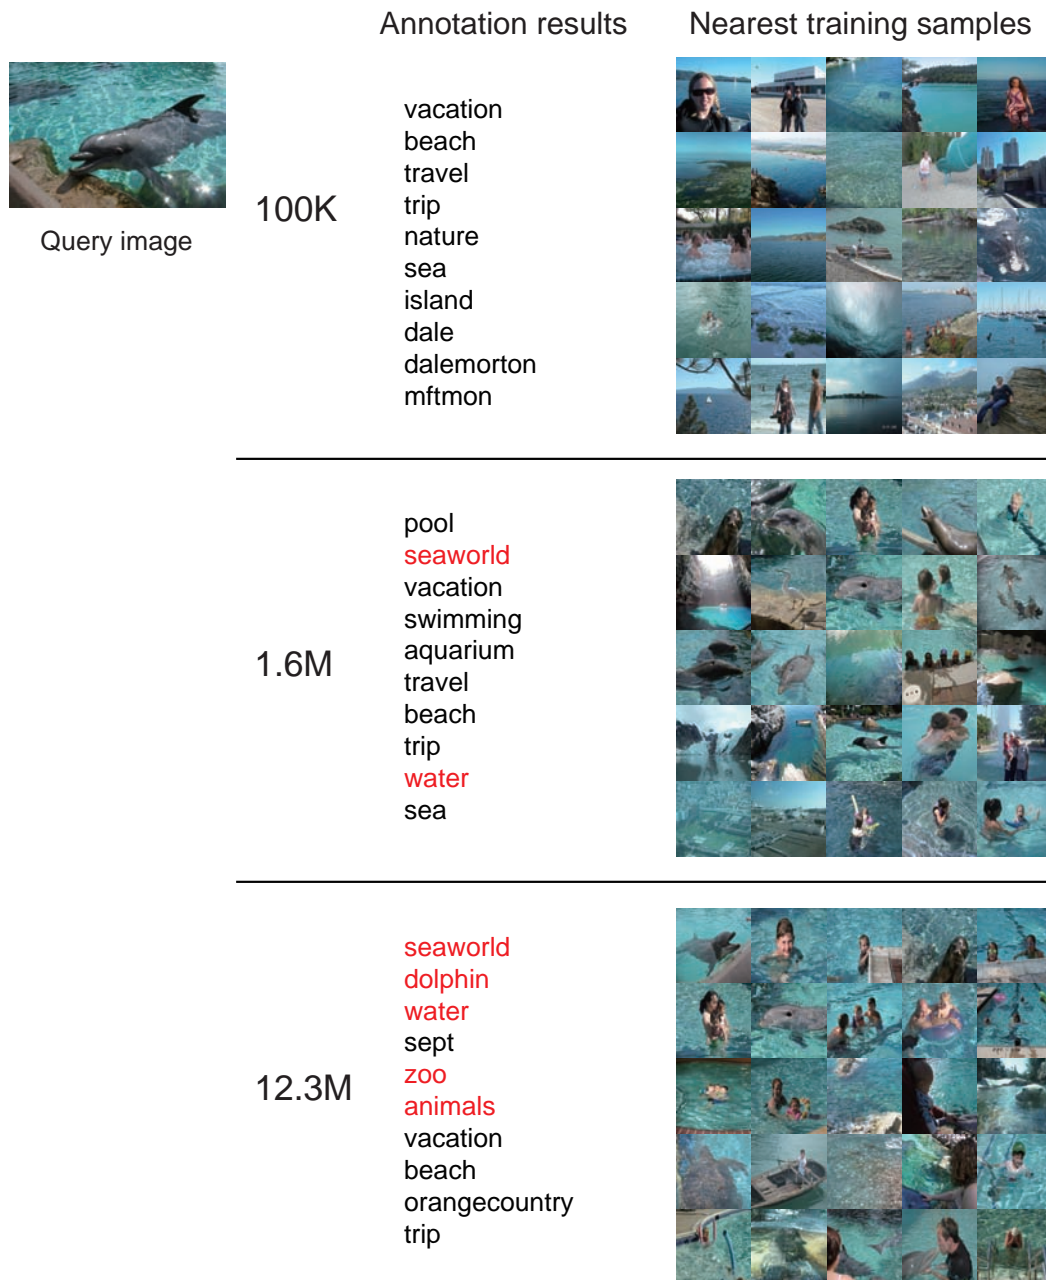 Annotation results
Nearest training samples
Query image
100K
vacation
beach
travel
trip
nature
sea
island
dale
dalemorton
mftmon
1.6M
pool
seaworld
vacation
swimming
aquarium
travel
beach
trip
water
sea
12.3M
seaworld
dolphin
water
sept
zoo
animals
vacation
beach
orangecountry
trip